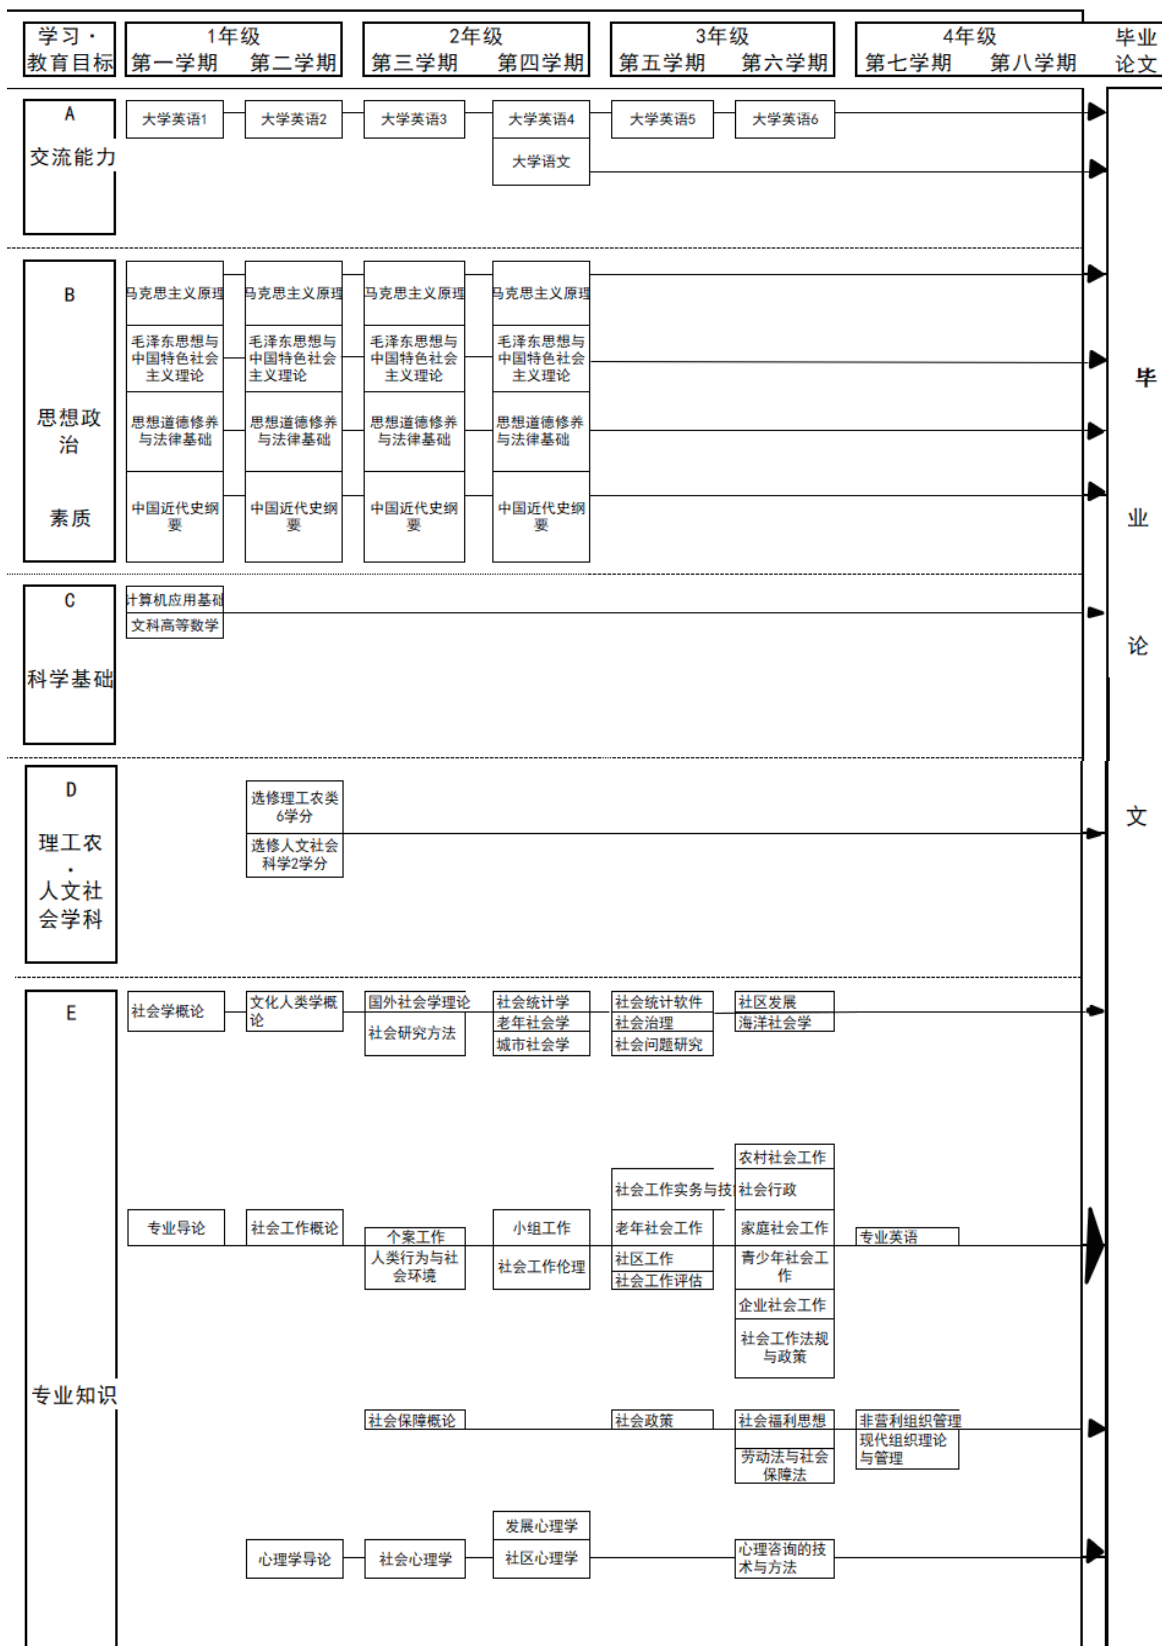 学习·
教育目标
1年级
第一学期 第二学期
2年级
第三学期 第四学期
3年级
第五学期 第六学期
4年级
第七学期 第八学期
毕业
论文
A
交流能力
大学英语1
大学英语2
大学英语3
大学英语4
大学英语5
大学英语6
大学语文
B
思想政
治
素质
马克思主义原理
马克思主义原理
马克思主义原理
马克思主义原理
毛泽东思想与
中国特色社会
主义理论
毛泽东思想与
中国特色社会
主义理论
毛泽东思想与
中国特色社会
主义理论
毛泽东思想与
中国特色社会
主义理论
思想道德修养
与法律基础
思想道德修养
与法律基础
思想道德修养
与法律基础
思想道德修养
与法律基础
中国近代史纲
要
中国近代史纲
要
中国近代史纲
要
中国近代史纲
要
C
科学基础
计算机应用基础
文科高等数学
D
理工农
·
人文社
会学科
选修理工农类
6学分
选修人文社会
科学2学分
E
专业知识
社会学概论
文化人类学概
论
国外社会学理论
社会研究方法
社会统计学
老年社会学
城市社会学
社会统计软件
社会治理
社会问题研究
社区发展
海洋社会学
专业导论
社会工作概论
个案工作
人类行为与社
会环境
小组工作
社会工作伦理
社会工作实务与技
老年社会工作
社区工作
社会工作评估
农村社会工作
社会行政
家庭社会工作
青少年社会工
作
企业社会工作
社会工作法规
与政策
专业英语
社会保障概论
社会政策
社会福利思想
劳动法与社会
保障法
非营利组织管理
现代组织理论
与管理
心理学导论
社会心理学
发展心理学
社区心理学
心理咨询的技
术与方法
毕
业
论
文